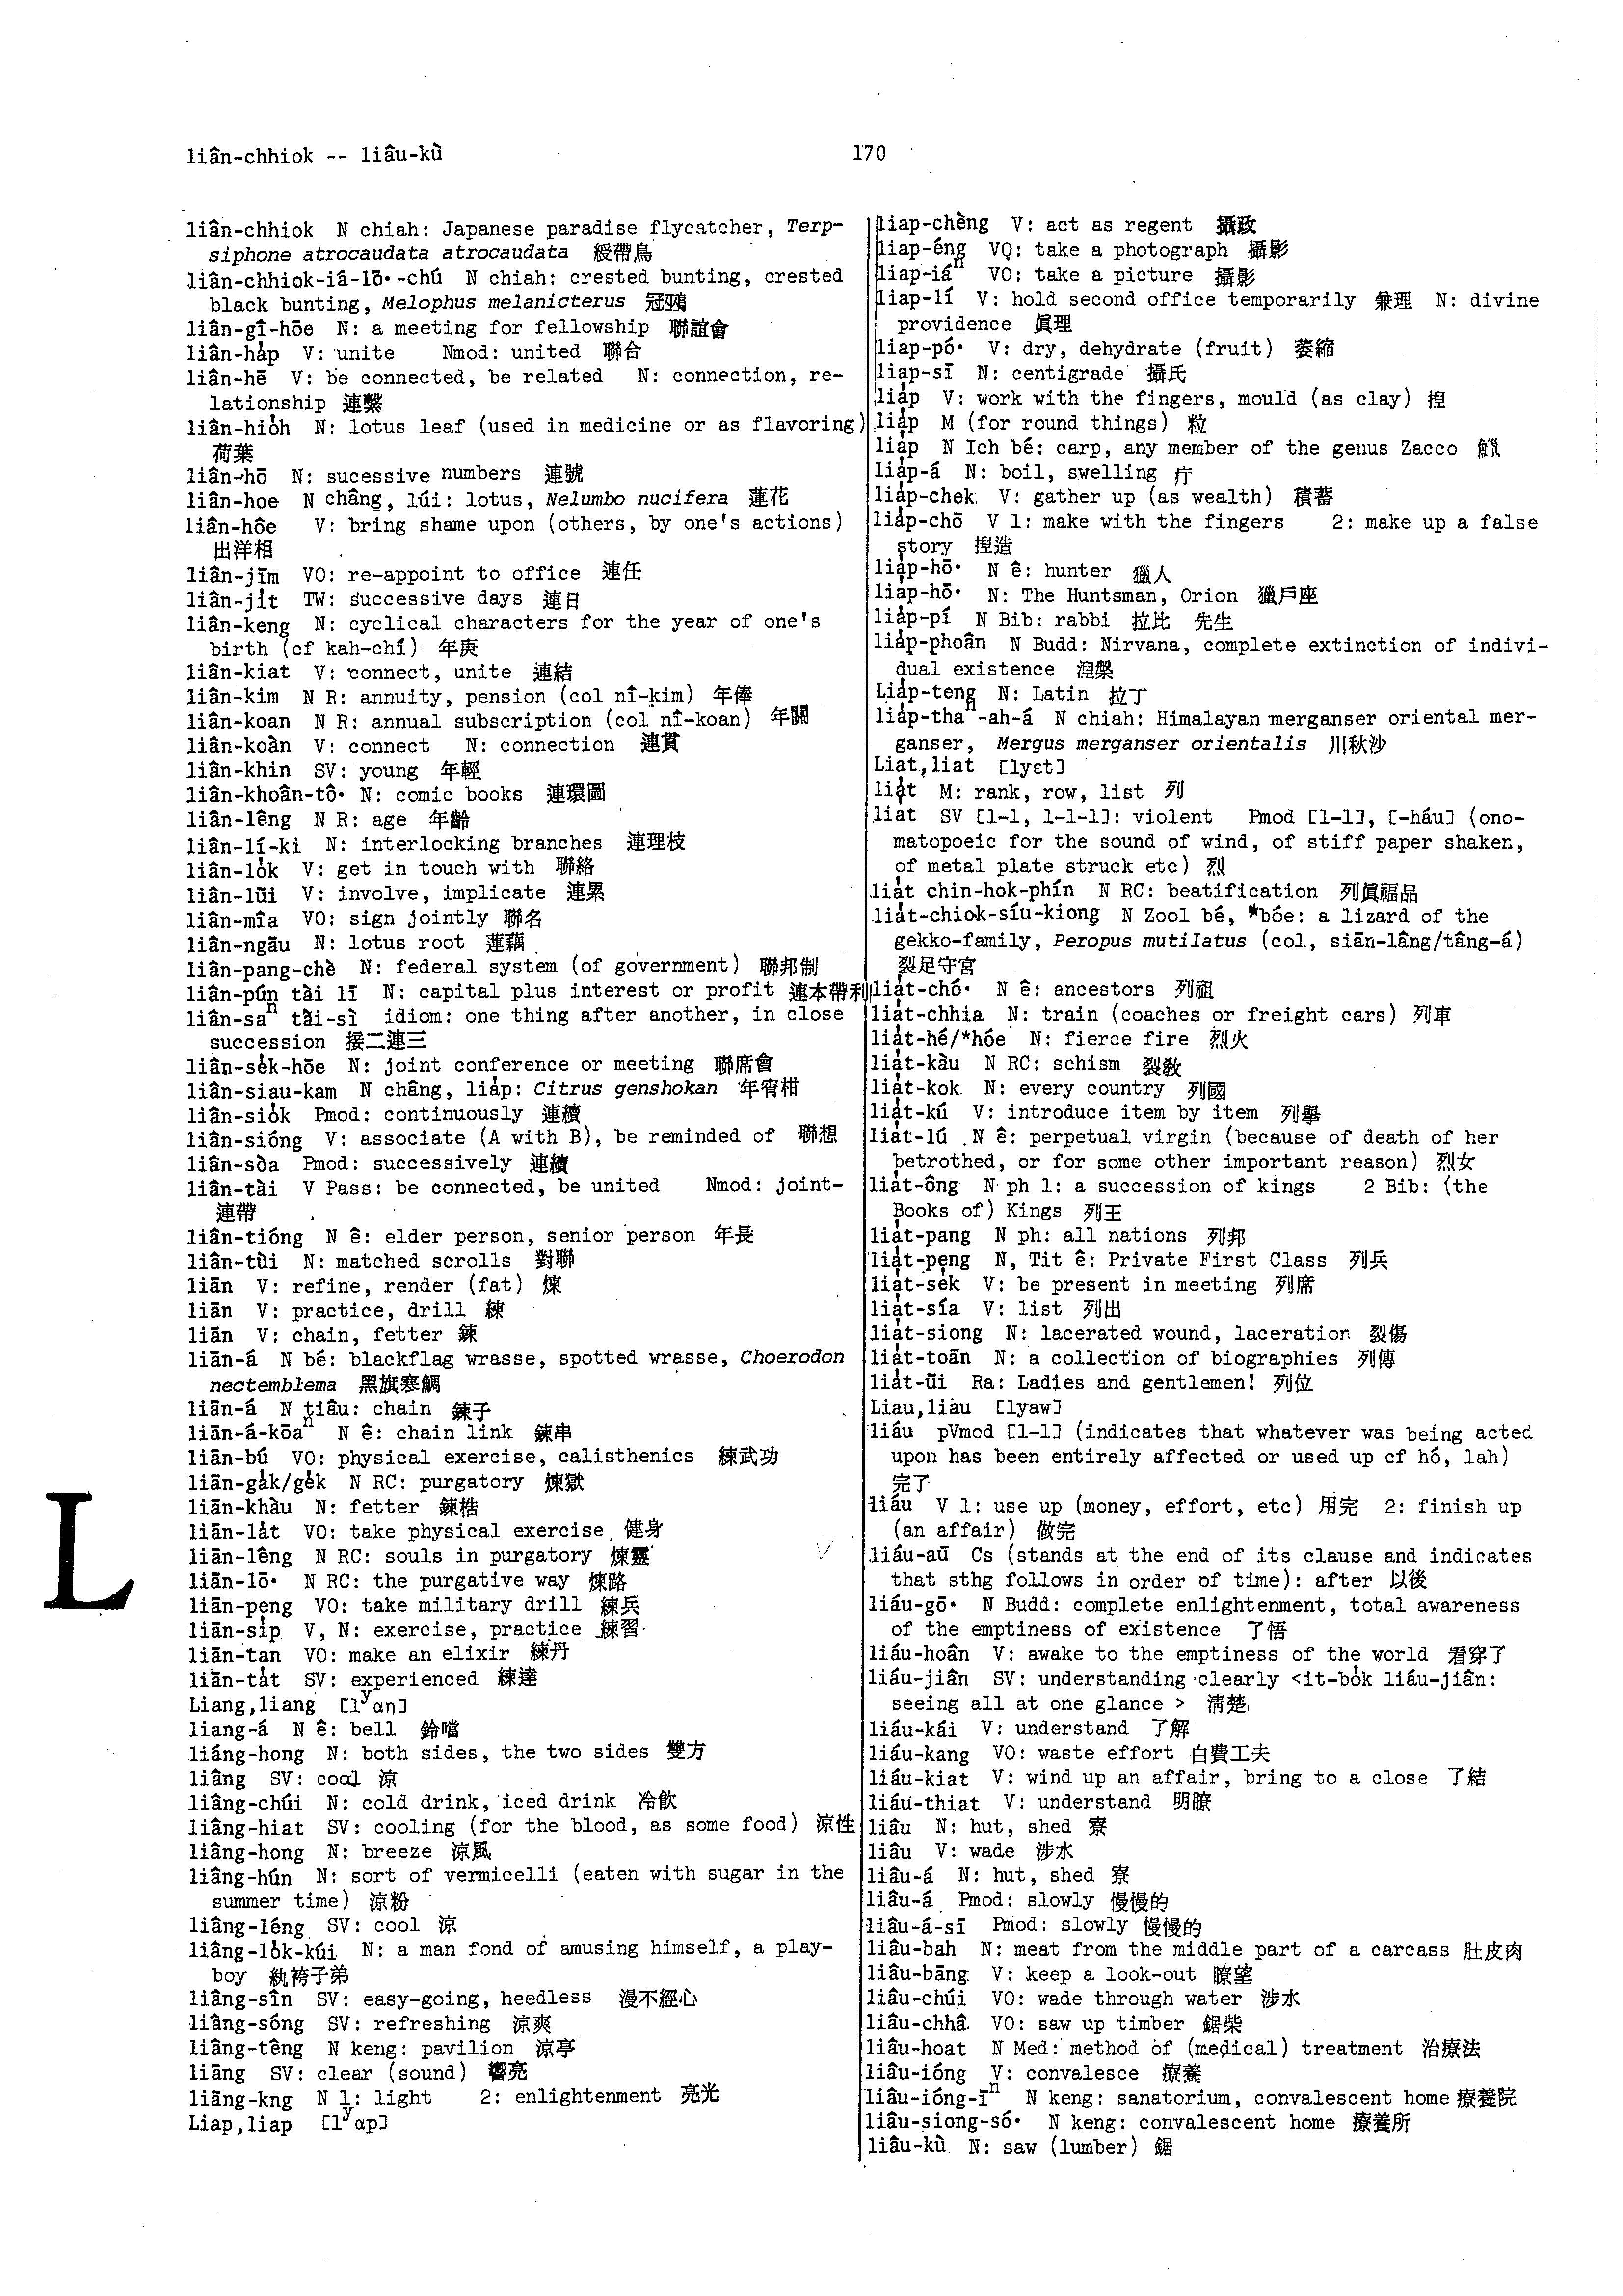 liân-chhiok -- liâu-kù
170
liân-chhiok N chiah: Japanese paradise flycatcher, Terp-
siphone atrocaudata atrocaudata 綬帶鳥
liân-chhiok-iá-lō·-chú N chiah: crested bunting, crested
black bunting, Melophus melanicterus 冠鵐
liân-gî-hōe N: a meeting for fellowship 聯誼會
liân-ha̍p V: unite Nmod: united 聯合
liân-hē V: be connected, be related N: connection, re-
lationship 連繫
liân-hio̍h N: lotus leaf (used in medicine or as flavoring)
荷葉
liân-hō N: sucessive numbers 連號
liân-hoe N châng, lúi: lotus, Nelumbo nucifera 蓮花
liân-hôe V: bring shame upon (others, by one's actions)
出洋相
liân-jīm VO: re-appoint to office 連任
liân-ji̍t TW: successive days 連日
liân-keng N: cyclical characters for the year of one's
birth (cf kah-chí) 年庚
liân-kiat V: connect, unite 連結
liân-kim N R: annuity, pension (col nî-kim) 年俸
liân-koan N R: annual subscription (col nî-koan) 年關
liân-koàn V: connect N: connection 連貫
liân-khin SV: young 年輕
liân-khoân-tô· N: comic books 連環圖
liân-lêng N R: age 年齡
liân-lí-ki N: interlocking branches 連理枝
liân-lo̍k V: get in touch with 聯絡
liân-lūi V: involve, implicate 連累
liân-mîa VO: sign jointly 聯名
liân-ngāu N: lotus root 蓮藕
liân-pang-chè N: federal system (of government) 聯邦制
liân-pún tài lī N: capital plus interest or profit 連本帶利
liân-saⁿ tài-sì idiom: one thing after another, in close
succession 接二連三
liân-se̍k-hōe N: joint conference or meeting 聯席會
liân-siau-kam N châng, lia̍p: Citrus genshokan 年宵柑
liân-sio̍k Pmod: continuously 連續
liân-sióng V: associate (A with B), be reminded of 聯想
liân-sòa Pmod: successively 連續
liân-tài V Pass: be connected, be united Nmod: joint-
連帶
liân-tióng N ê: elder person, senior person 年長
liân-tùi N: matched scrolls 對聯
liān V: refine, render (fat) 煉
liān V: practice, drill 練
liān V: chain, fetter 鍊
liān-á N bé: blackflag wrasse, spotted wrasse, Choerodon
nectemblema 黑旗寒鯛
liān-á N tiâu: chain 鍊子
liān-á-kōaⁿ N ê: chain link 鍊串
liān-bú VO: physical exercise, calisthenics 練武功
liān-ga̍k/ge̍k N RC: purgatory 煉獄
liān-khàu N: fetter 鍊梏
liān-la̍t VO: take physical exercise 健身
liān-lêng N RC: souls in purgatory 煉靈
liān-lō· N RC: the purgative way 煉路
liān-peng VO: take military drill 練兵
liān-si̍p V, N: exercise, practice 練習
liān-tan VO: make an elixir 練丹
liān-ta̍t SV: experienced 練達
Liang,liang [lʸɑŋ]
liang-á N ê: bell 鈴噹
liáng-hong N: both sides, the two sides 雙方
liâng SV: cool 涼
liâng-chúi N: cold drink, iced drink 冷飲
liâng-hiat SV: cooling (for the blood, as some food) 涼性
liâng-hong N: breeze 涼風
liâng-hún N: sort of vermicelli (eaten with sugar in the
summer time) 涼粉
liâng-léng SV: cool 涼
liâng-lo̍k-kúi N: a man fond of amusing himself, a play-
boy 紈袴子弟
liâng-sîn SV: easy-going, heedless 漫不經心
liâng-sóng SV: refreshing 涼爽
liâng-têng N keng: pavilion 涼亭
liāng SV: clear (sound) 響亮
liāng-kng N 1: light 2: enlightenment 亮光
Liap,liap [lʸɑp]
L
liap-chèng V: act as regent 攝政
liap-éng VO: take a photograph 攝影
liap-iáⁿ VO: take a picture 攝影
liap-lí V: hold second office temporarily 兼理 N: divine
providence 眞理
liap-pó· V: dry, dehydrate (fruit) 萎縮
liap-sī N: centigrade 攝氏
lia̍p V: work with the fingers, mould (as clay) 捏
lia̍p M (for round things) 粒
lia̍p N Ich bé: carp, any member of the genus Zacco
lia̍p-á N: boil, swelling 疔
lia̍p-chek V: gather up (as wealth) 積蓄
lia̍p-chō V 1: make with the fingers 2: make up a false
story 捏造
lia̍p-hō· N ê: hunter 獵人
lia̍p-hō· N: The Huntsman, Orion 獵戶座
lia̍p-pí N Bib: rabbi 拉比 先生
lia̍p-phoân N Budd: Nirvana, complete extinction of indivi-
dual existence 涅槃
Lia̍p-teng N: Latin 拉丁
lia̍p-thaⁿ-ah-á N chiah: Himalayan merganser oriental mer-
ganser, Mergus merganser orientalis 川秋沙
Liat,liat [lyɛt]
lia̍t M: rank, row, list 列
lia̍t SV [l-l, l-l-l]: violent Pmod [l-l], [-háu] (ono-
matopoeic for the sound of wind, of stiff paper shaken,
of metal plate struck etc) 烈
lia̍t chin-hok-phín N RC: beatification 列眞福品
lia̍t-chiok-síu-kiong N Zool bé, *bóe: a lizard of the
gekko-family, Peropus mutilatus (col, siān-lâng/tâng-á)
裂足守宮
lia̍t-chó· N ê: ancestors 列祖
lia̍t-chhia N: train (coaches or freight cars) 列車
lia̍t-hé/*hóe N: fierce fire 烈火
lia̍t-kàu N RC: schism 裂敎
lia̍t-kok N: every country 列國
lia̍t-kú V: introduce item by item 列擧
lia̍t-lú N ê: perpetual virgin (because of death of her
betrothed, or for some other important reason) 烈女
lia̍t-ông N ph 1: a succession of kings 2 Bib: (the
Books of) Kings 列王
lia̍t-pang N ph: all nations 列邦
lia̍t-peng N, Tit ê: Private First Class 列兵
lia̍t-se̍k V: be present in meeting 列席
lia̍t-sía V: list 列出
lia̍t-siong N: lacerated wound, laceration 裂傷
lia̍t-toān N: a collection of biographies 列傳
lia̍t-ūi Ra: Ladies and gentlemen! 列位
Liau,liau [lyaw]
liáu pVmod [l-l] (indicates that whatever was being acted
upon has been entirely affected or used up cf hó, lah)
完了
liáu V 1: use up (money, effort, etc) 用完 2: finish up
(an affair) 做完
liáu-aū Cs (stands at the end of its clause and indicates
that sthg follows in order of time): after 以後
liáu-gō· N Budd: complete enlightenment, total awareness
of the emptiness of existence 了悟
liáu-hoân V: awake to the emptiness of the world 看穿了
liáu-jiân SV: understanding clearly <it-bo̍k liáu-jiân:
seeing all at one glance > 清楚
liáu-kái V: understand 了解
liáu-kang VO: waste effort 白費工夫
liáu-kiat V: wind up an affair, bring to a close 了結
liáu-thiat V: understand 明瞭
liâu N: hut, shed 寮
liâu V: wade 涉水
liâu-á N: hut, shed 寮
liâu-á Pmod: slowly 慢慢的
liâu-á-sī Pmod: slowly 慢慢的
liâu-bah N: meat from the middle part of a carcass 肚皮肉
liâu-bāng V: keep a look-out 瞭望
liâu-chúi VO: wade through water 涉水
liâu-chhâ VO: saw up timber 鋸柴
liâu-hoat N Med: method of (medical) treatment 治療法
liâu-ióng V: convalesce 療養
liâu-ióng-īⁿ N keng: sanatorium, convalescent home 療養院
liâu-siong-só· N keng: convalescent home 療養所
liâu-kù N: saw (lumber) 鋸